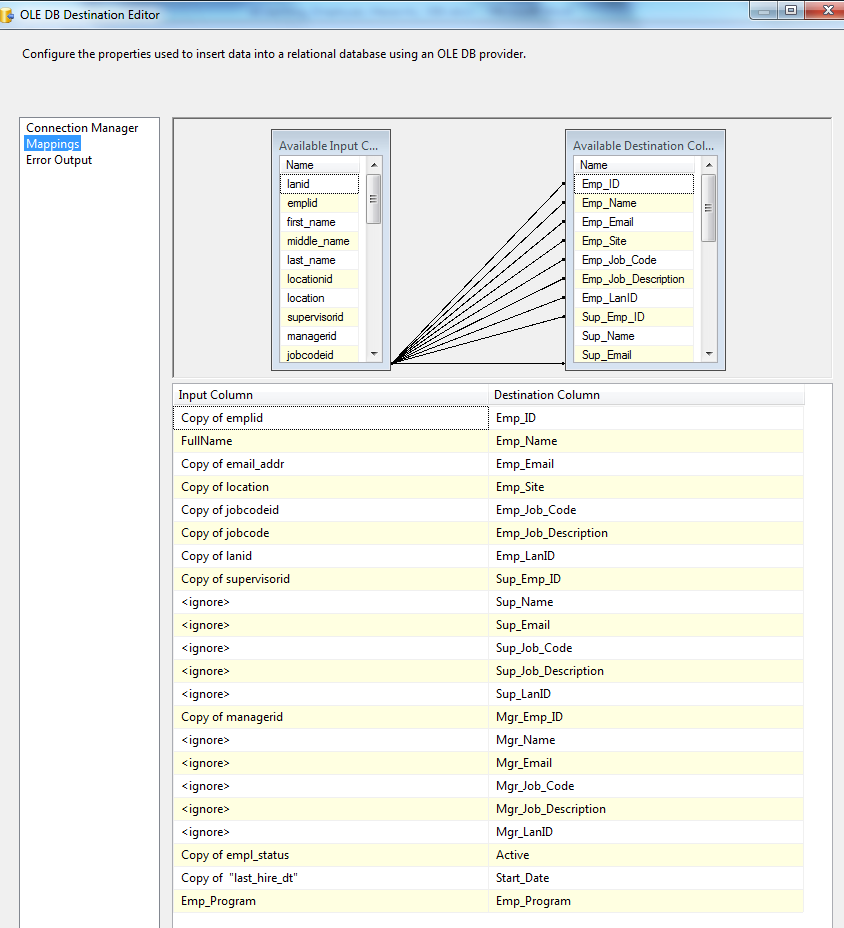 OLE DB Destination Editor
Configure the properties used to insert data into a relational database using an OLE DB provider.
Connection Manager
Mappings
Error Output
Available Input C...
Name
lanid
emplid
first_name
middle_name
last_name
locationid
location
supervisorid
managerid
jobcodeid
Available Destination Col...
Name
Emp_ID
Emp_Name
Emp_Email
Emp_Site
Emp_Job_Code
Emp_Job_Description
Emp_LanID
Sup_Emp_ID
Sup_Name
Sup_Email
Input Column Destination Column
Copy of emplid Emp_ID
FullName Emp_Name
Copy of email_addr Emp_Email
Copy of location Emp_Site
Copy of jobcodeid Emp_Job_Code
Copy of jobcode Emp_Job_Description
Copy of lanid Emp_LanID
Copy of supervisorid Sup_Emp_ID
<ignore> Sup_Name
<ignore> Sup_Email
<ignore> Sup_Job_Code
<ignore> Sup_Job_Description
<ignore> Sup_LanID
Copy of managerid Mgr_Emp_ID
<ignore> Mgr_Name
<ignore> Mgr_Email
<ignore> Mgr_Job_Code
<ignore> Mgr_Job_Description
<ignore> Mgr_LanID
Copy of empl_status Active
Copy of "last_hire_dt" Start_Date
Emp_Program Emp_Program